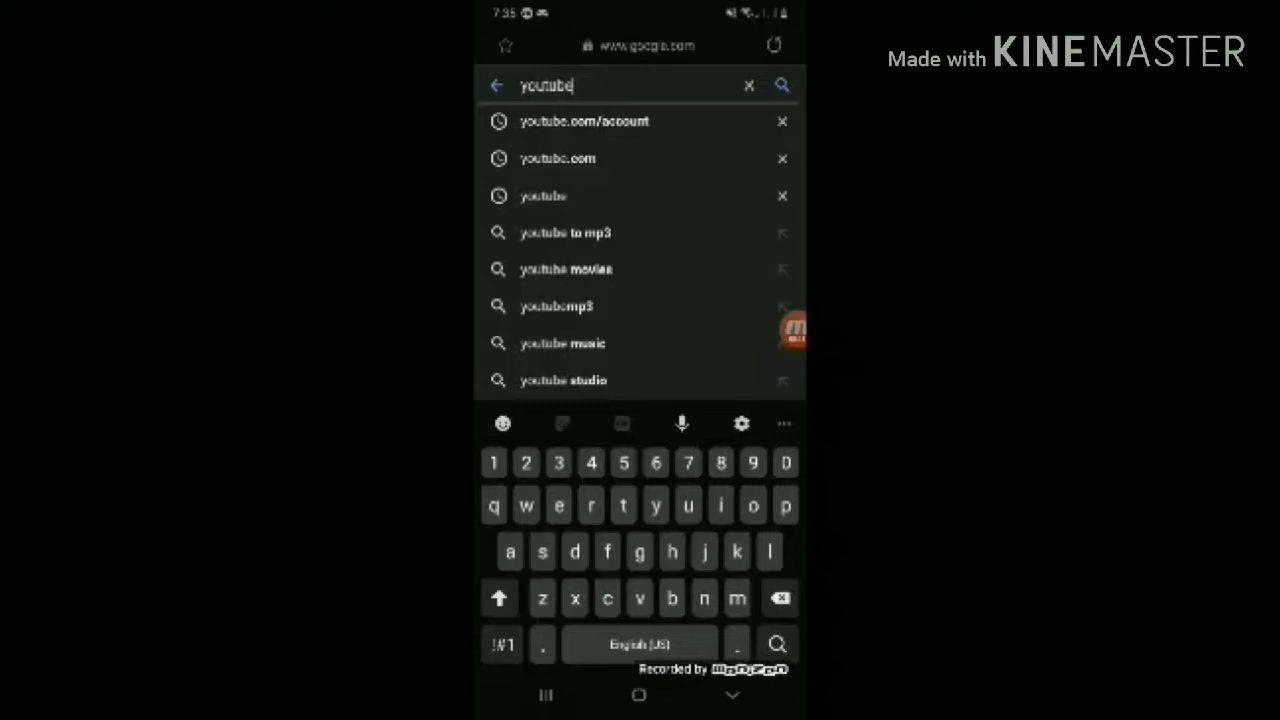 7:35
Made with KINEMASTER
www.google.com
youtube
youtube.com/account
youtube.com
youtube
youtube to mp3
youtube movies
youtubemp3
youtube music
youtube studio
1 2 3 4 5 6 7 8 9 0
q w e r t y u i o p
a s d f g h j k l
z x c v b n m
!#1 , English (US) .
Recorded by